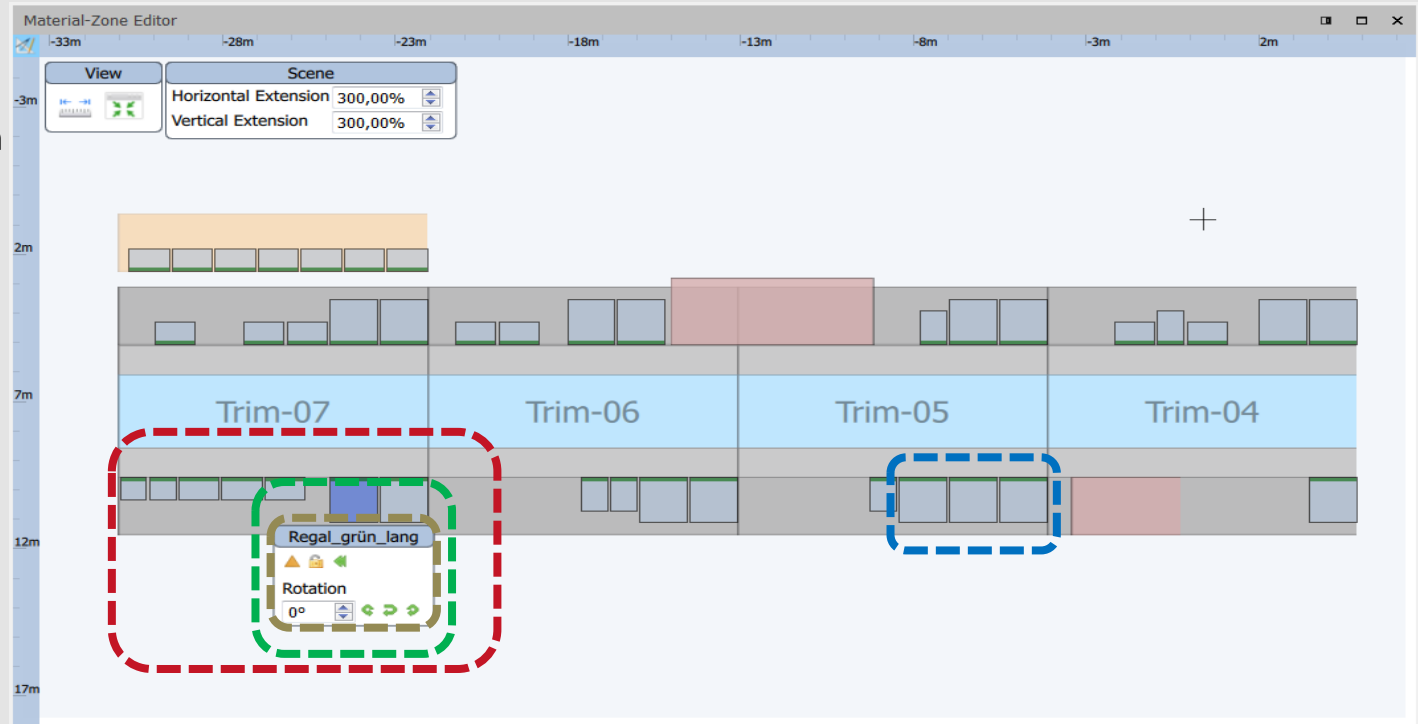 Material-Zone Editor
-33m -28m -23m -18m -13m -8m -3m 2m
View
Scene
Horizontal Extension 300,00%
Vertical Extension 300,00%
-3m
2m
7m
Trim-07 Trim-06 Trim-05 Trim-04
12m
Regal_grün_lang
Rotation
0°
17m